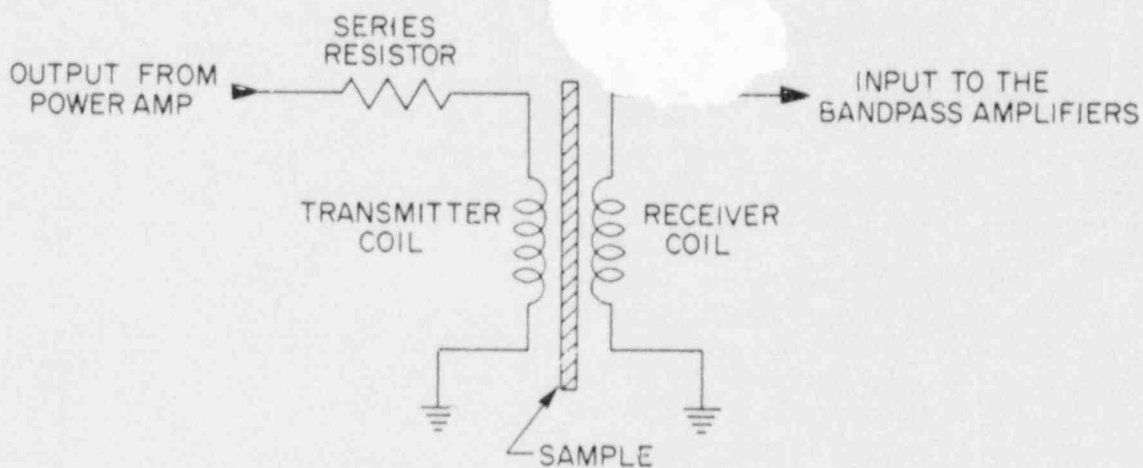 SERIES
RESISTOR
OUTPUT FROM
POWER AMP
INPUT TO THE
BANDPASS AMPLIFIERS
TRANSMITTER
COIL
RECEIVER
COIL
SAMPLE